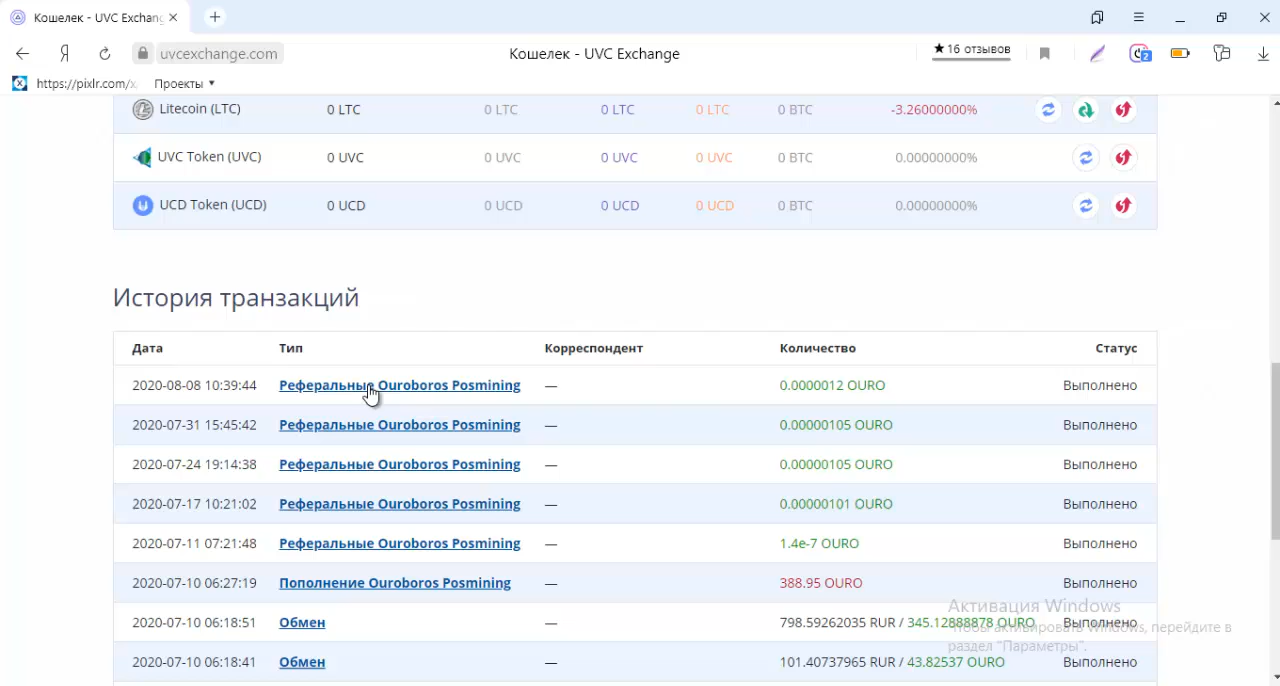 Кошелек - UVC Exchang
uvcexchange.com Кошелек - UVC Exchange ★16 отзывов 2
https://pixlr.com/x Проекты ▾
Litecoin (LTC) 0 LTC 0 LTC 0 LTC 0 LTC 0 BTC -3.26000000%
UVC Token (UVC) 0 UVC 0 UVC 0 UVC 0 UVC 0 BTC 0.00000000%
UCD Token (UCD) 0 UCD 0 UCD 0 UCD 0 UCD 0 BTC 0.00000000%
История транзакций
Дата Тип Корреспондент Количество Статус
2020-08-08 10:39:44 Реферальные Ouroboros Posmining — 0.0000012 OURO Выполнено
2020-07-31 15:45:42 Реферальные Ouroboros Posmining — 0.00000105 OURO Выполнено
2020-07-24 19:14:38 Реферальные Ouroboros Posmining — 0.00000105 OURO Выполнено
2020-07-17 10:21:02 Реферальные Ouroboros Posmining — 0.00000101 OURO Выполнено
2020-07-11 07:21:48 Реферальные Ouroboros Posmining — 1.4e-7 OURO Выполнено
2020-07-10 06:27:19 Пополнение Ouroboros Posmining — 388.95 OURO Выполнено
2020-07-10 06:18:51 Обмен — 798.59262035 RUR / 345.12888878 OURO Выполнено
2020-07-10 06:18:41 Обмен — 101.40737965 RUR / 43.82537 OURO Выполнено
Активация Windows
Чтобы активировать Windows, перейдите в
раздел "Параметры".